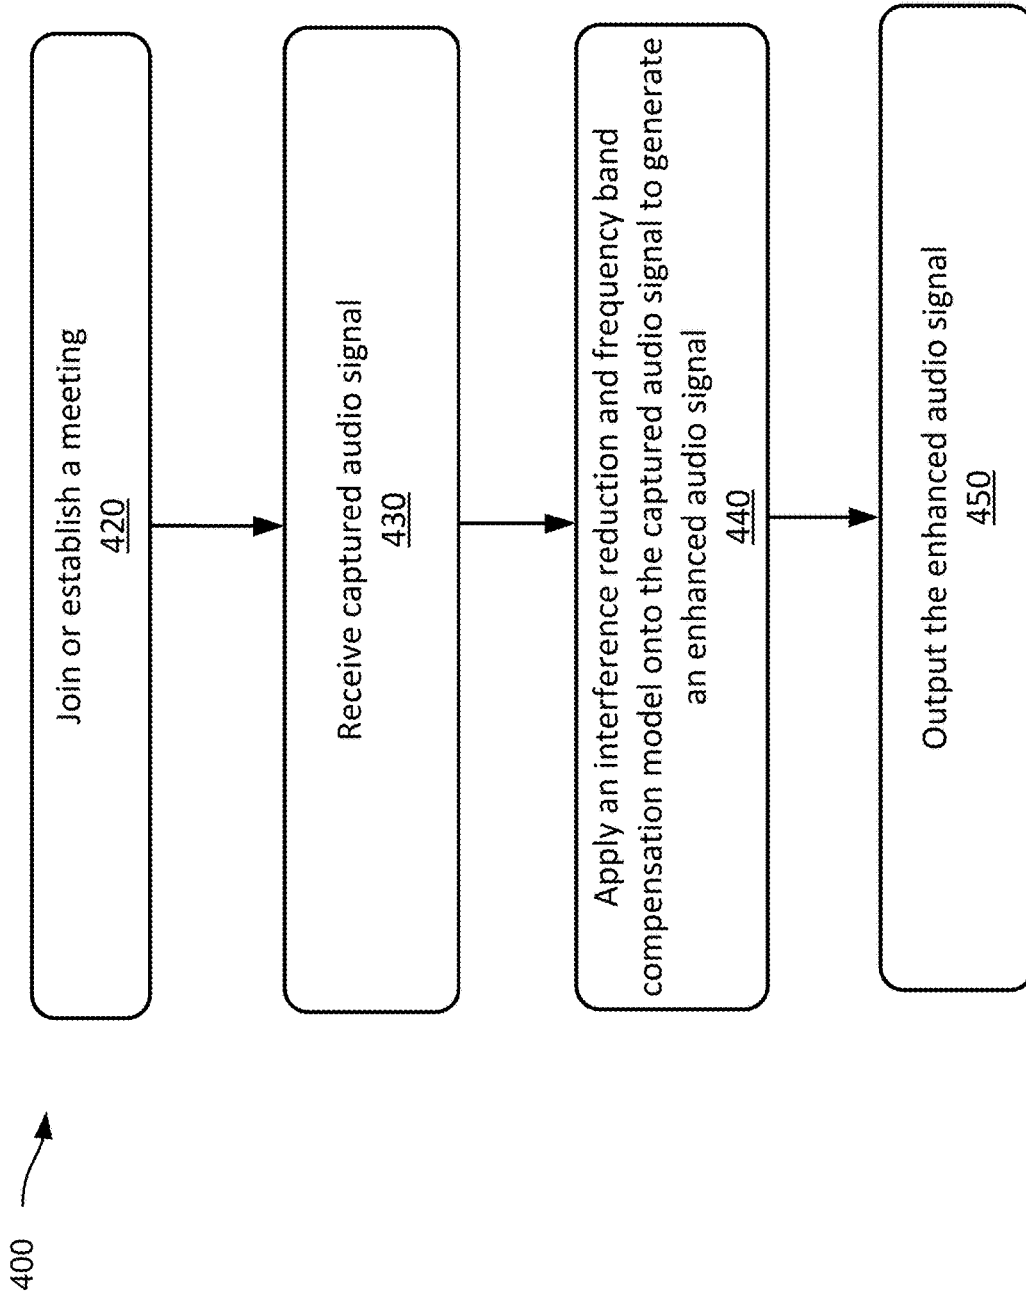 400
Join or establish a meeting
420
Receive captured audio signal
430
Apply an interference reduction and frequency band
compensation model onto the captured audio signal to generate
an enhanced audio signal
440
Output the enhanced audio signal
450